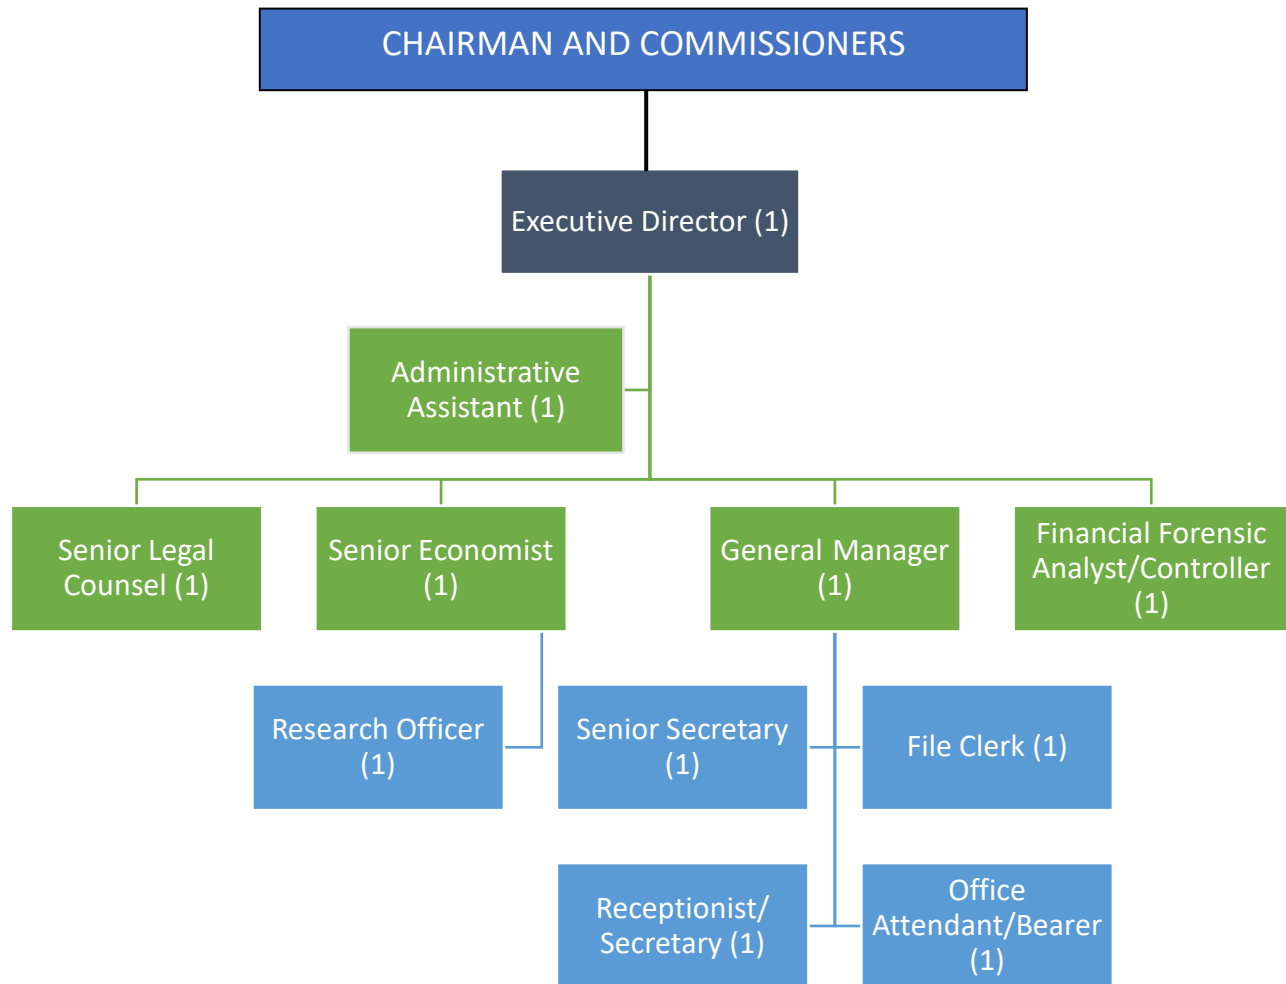 CHAIRMAN AND COMMISSIONERS
Executive Director (1)
Administrative
Assistant (1)
Senior Legal
Counsel (1)
Senior Economist
(1)
General Manager
(1)
Financial Forensic
Analyst/Controller
(1)
Research Officer
(1)
Senior Secretary
(1)
File Clerk (1)
Receptionist/
Secretary (1)
Office
Attendant/Bearer
(1)